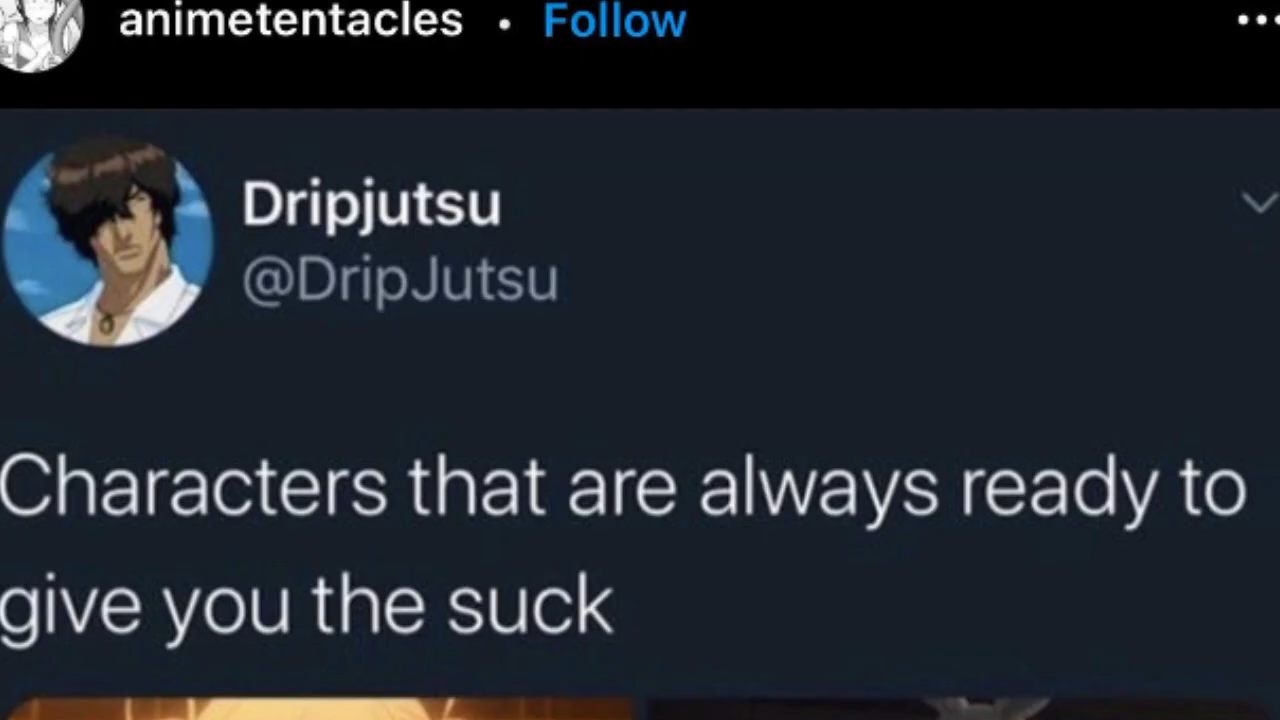 animetentacles • Follow
Dripjutsu
@DripJutsu
Characters that are always ready to
give you the suck